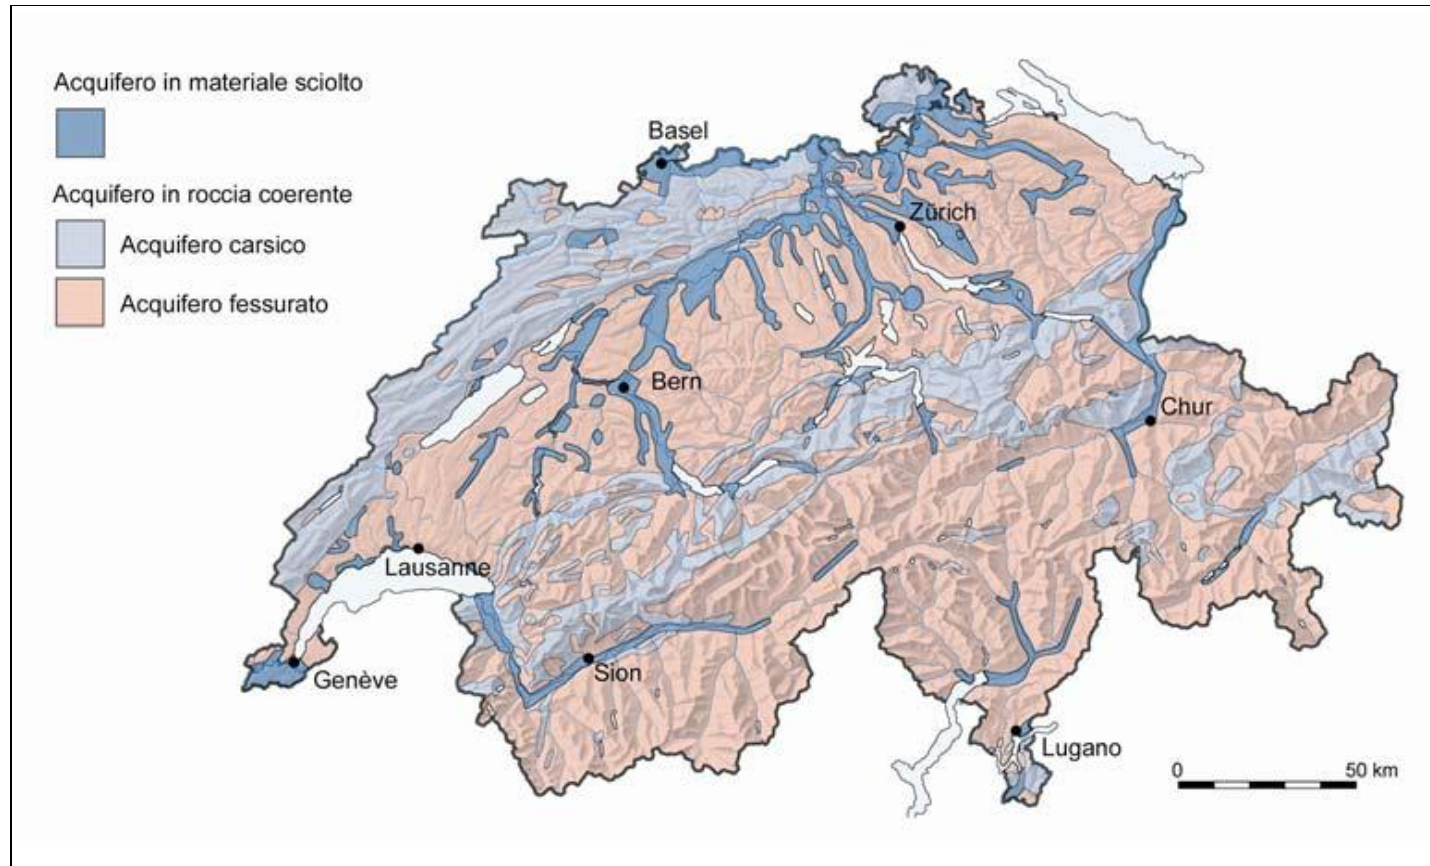 Acquifero in materiale sciolto
Acquifero in roccia coerente
Acquifero carsico
Acquifero fessurato
Basel
Zürich
Bern
Chur
Lausanne
Genève
Sion
Lugano
0 50 km